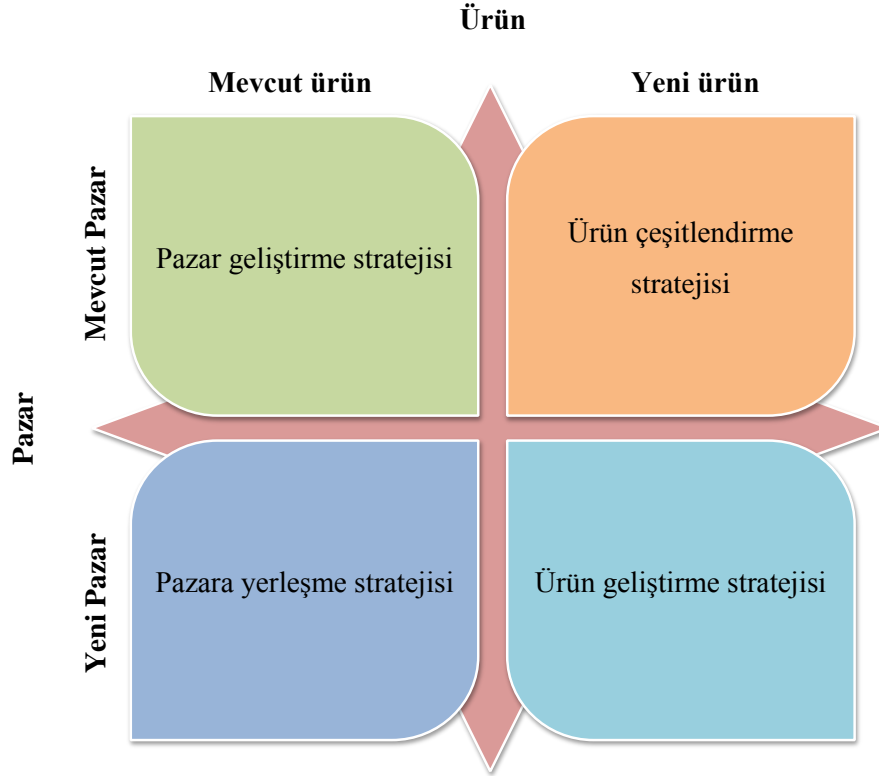 Ürün
Mevcut ürün
Yeni ürün
Mevcut Pazar
Pazar geliştirme stratejisi
Ürün çeşitlendirme
stratejisi
Pazar
Yeni Pazar
Pazara yerleşme stratejisi
Ürün geliştirme stratejisi